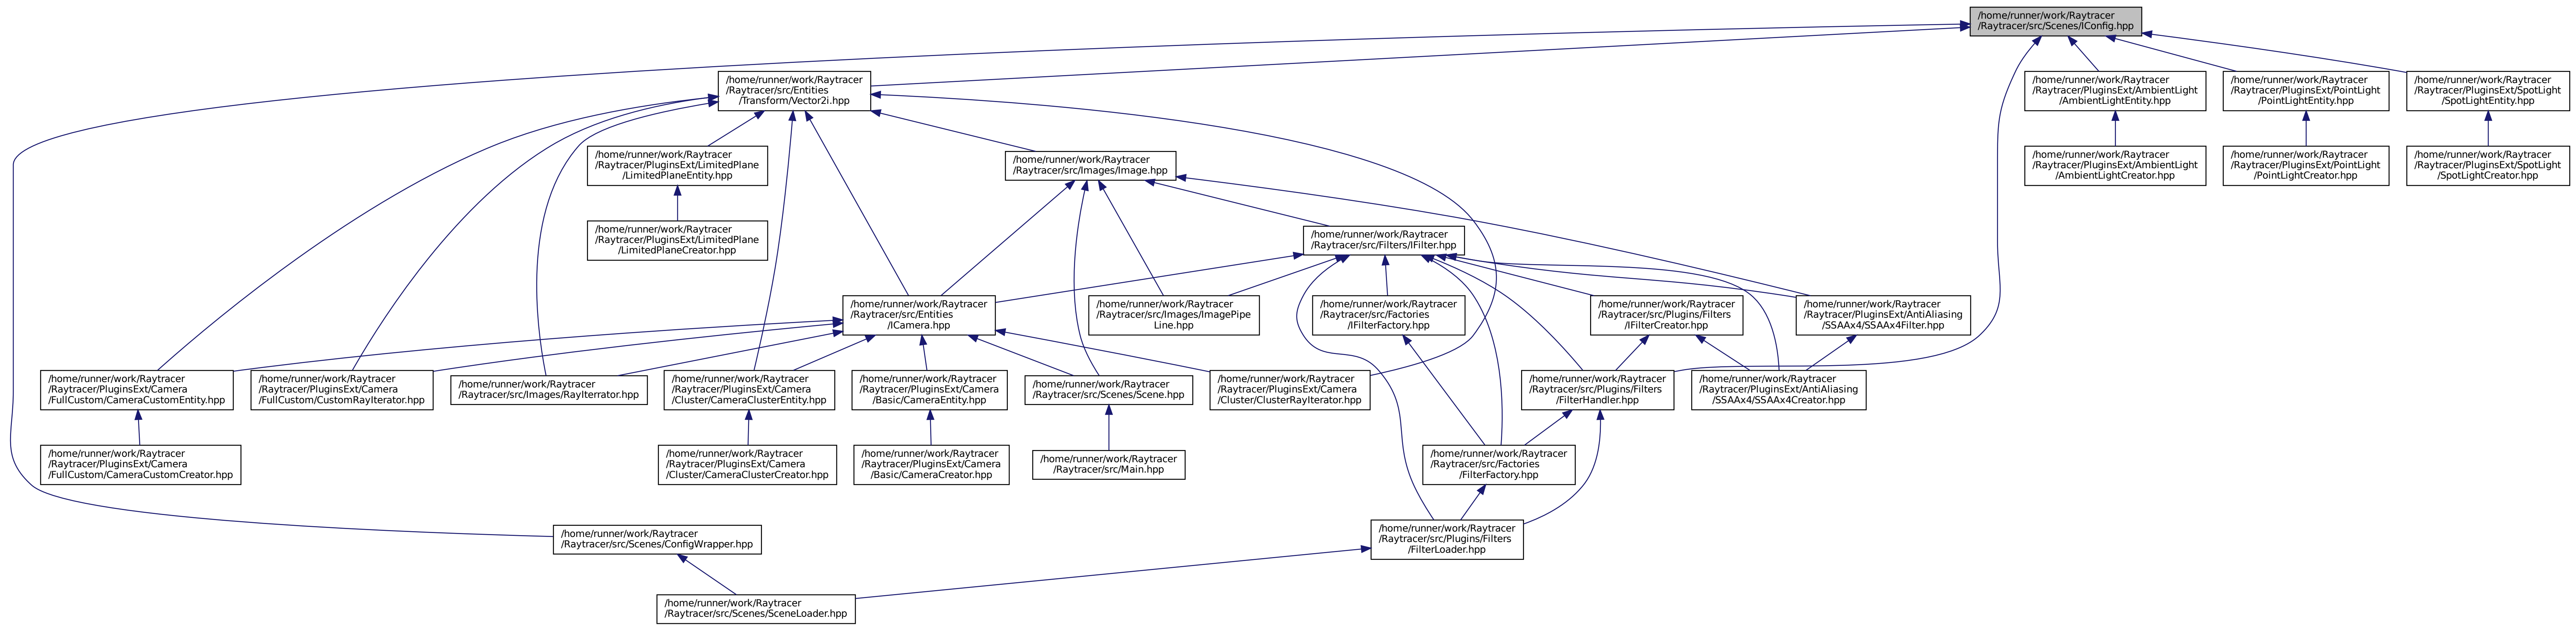 /home/runner/work/Raytracer
/Raytracer/src/Scenes/IConfig.hpp
/home/runner/work/Raytracer
/Raytracer/src/Entities
/Transform/Vector2i.hpp
/home/runner/work/Raytracer
/Raytracer/PluginsExt/AmbientLight
/AmbientLightEntity.hpp
/home/runner/work/Raytracer
/Raytracer/PluginsExt/PointLight
/PointLightEntity.hpp
/home/runner/work/Raytracer
/Raytracer/PluginsExt/SpotLight
/SpotLightEntity.hpp
/home/runner/work/Raytracer
/Raytracer/PluginsExt/LimitedPlane
/LimitedPlaneEntity.hpp
/home/runner/work/Raytracer
/Raytracer/src/Images/Image.hpp
/home/runner/work/Raytracer
/Raytracer/PluginsExt/AmbientLight
/AmbientLightCreator.hpp
/home/runner/work/Raytracer
/Raytracer/PluginsExt/PointLight
/PointLightCreator.hpp
/home/runner/work/Raytracer
/Raytracer/PluginsExt/SpotLight
/SpotLightCreator.hpp
/home/runner/work/Raytracer
/Raytracer/PluginsExt/LimitedPlane
/LimitedPlaneCreator.hpp
/home/runner/work/Raytracer
/Raytracer/src/Filters/IFilter.hpp
/home/runner/work/Raytracer
/Raytracer/src/Entities
/ICamera.hpp
/home/runner/work/Raytracer
/Raytracer/src/Images/ImagePipe
Line.hpp
/home/runner/work/Raytracer
/Raytracer/src/Factories
/IFilterFactory.hpp
/home/runner/work/Raytracer
/Raytracer/src/Plugins/Filters
/IFilterCreator.hpp
/home/runner/work/Raytracer
/Raytracer/PluginsExt/AntiAliasing
/SSAAx4/SSAAx4Filter.hpp
/home/runner/work/Raytracer
/Raytracer/PluginsExt/Camera
/FullCustom/CameraCustomEntity.hpp
/home/runner/work/Raytracer
/Raytracer/PluginsExt/Camera
/FullCustom/CustomRayIterator.hpp
/home/runner/work/Raytracer
/Raytracer/src/Images/RayIterrator.hpp
/home/runner/work/Raytracer
/Raytracer/PluginsExt/Camera
/Cluster/CameraClusterEntity.hpp
/home/runner/work/Raytracer
/Raytracer/PluginsExt/Camera
/Basic/CameraEntity.hpp
/home/runner/work/Raytracer
/Raytracer/src/Scenes/Scene.hpp
/home/runner/work/Raytracer
/Raytracer/PluginsExt/Camera
/Cluster/ClusterRayIterator.hpp
/home/runner/work/Raytracer
/Raytracer/src/Plugins/Filters
/FilterHandler.hpp
/home/runner/work/Raytracer
/Raytracer/PluginsExt/AntiAliasing
/SSAAx4/SSAAx4Creator.hpp
/home/runner/work/Raytracer
/Raytracer/PluginsExt/Camera
/FullCustom/CameraCustomCreator.hpp
/home/runner/work/Raytracer
/Raytracer/PluginsExt/Camera
/Cluster/CameraClusterCreator.hpp
/home/runner/work/Raytracer
/Raytracer/PluginsExt/Camera
/Basic/CameraCreator.hpp
/home/runner/work/Raytracer
/Raytracer/src/Main.hpp
/home/runner/work/Raytracer
/Raytracer/src/Factories
/FilterFactory.hpp
/home/runner/work/Raytracer
/Raytracer/src/Scenes/ConfigWrapper.hpp
/home/runner/work/Raytracer
/Raytracer/src/Plugins/Filters
/FilterLoader.hpp
/home/runner/work/Raytracer
/Raytracer/src/Scenes/SceneLoader.hpp